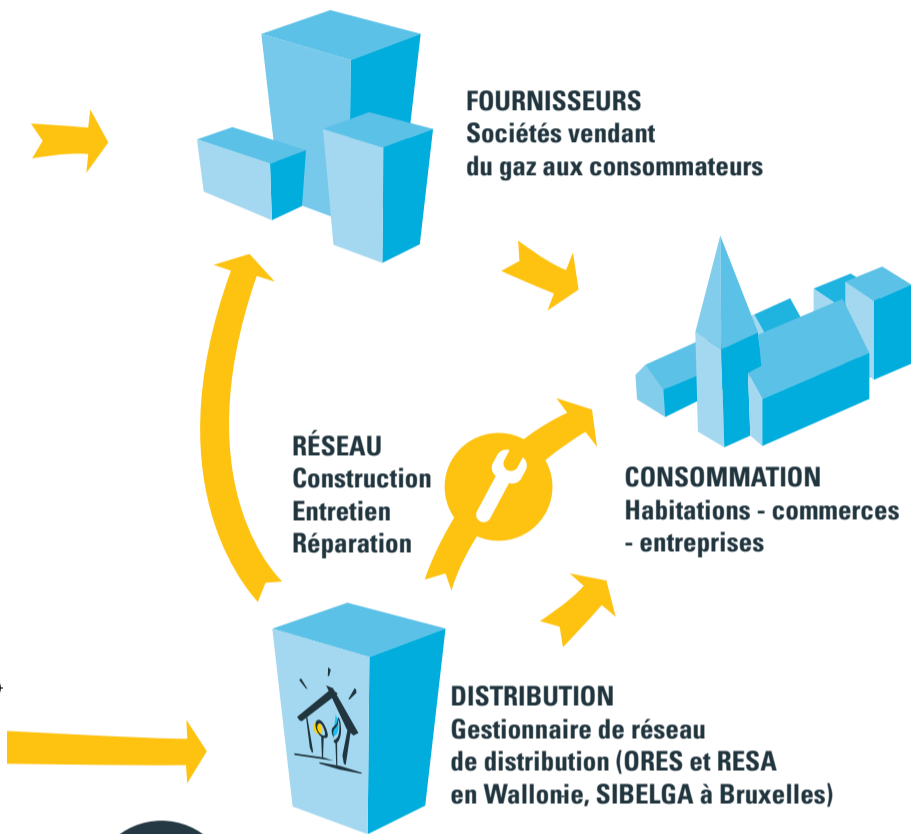 FOURNISSEURS
Sociétés vendant
du gaz aux consommateurs
RÉSEAU
Construction
Entretien
Réparation
CONSOMMATION
Habitations - commerces
- entreprises
DISTRIBUTION
Gestionnaire de réseau
de distribution (ORES et RESA
en Wallonie, SIBELGA à Bruxelles)